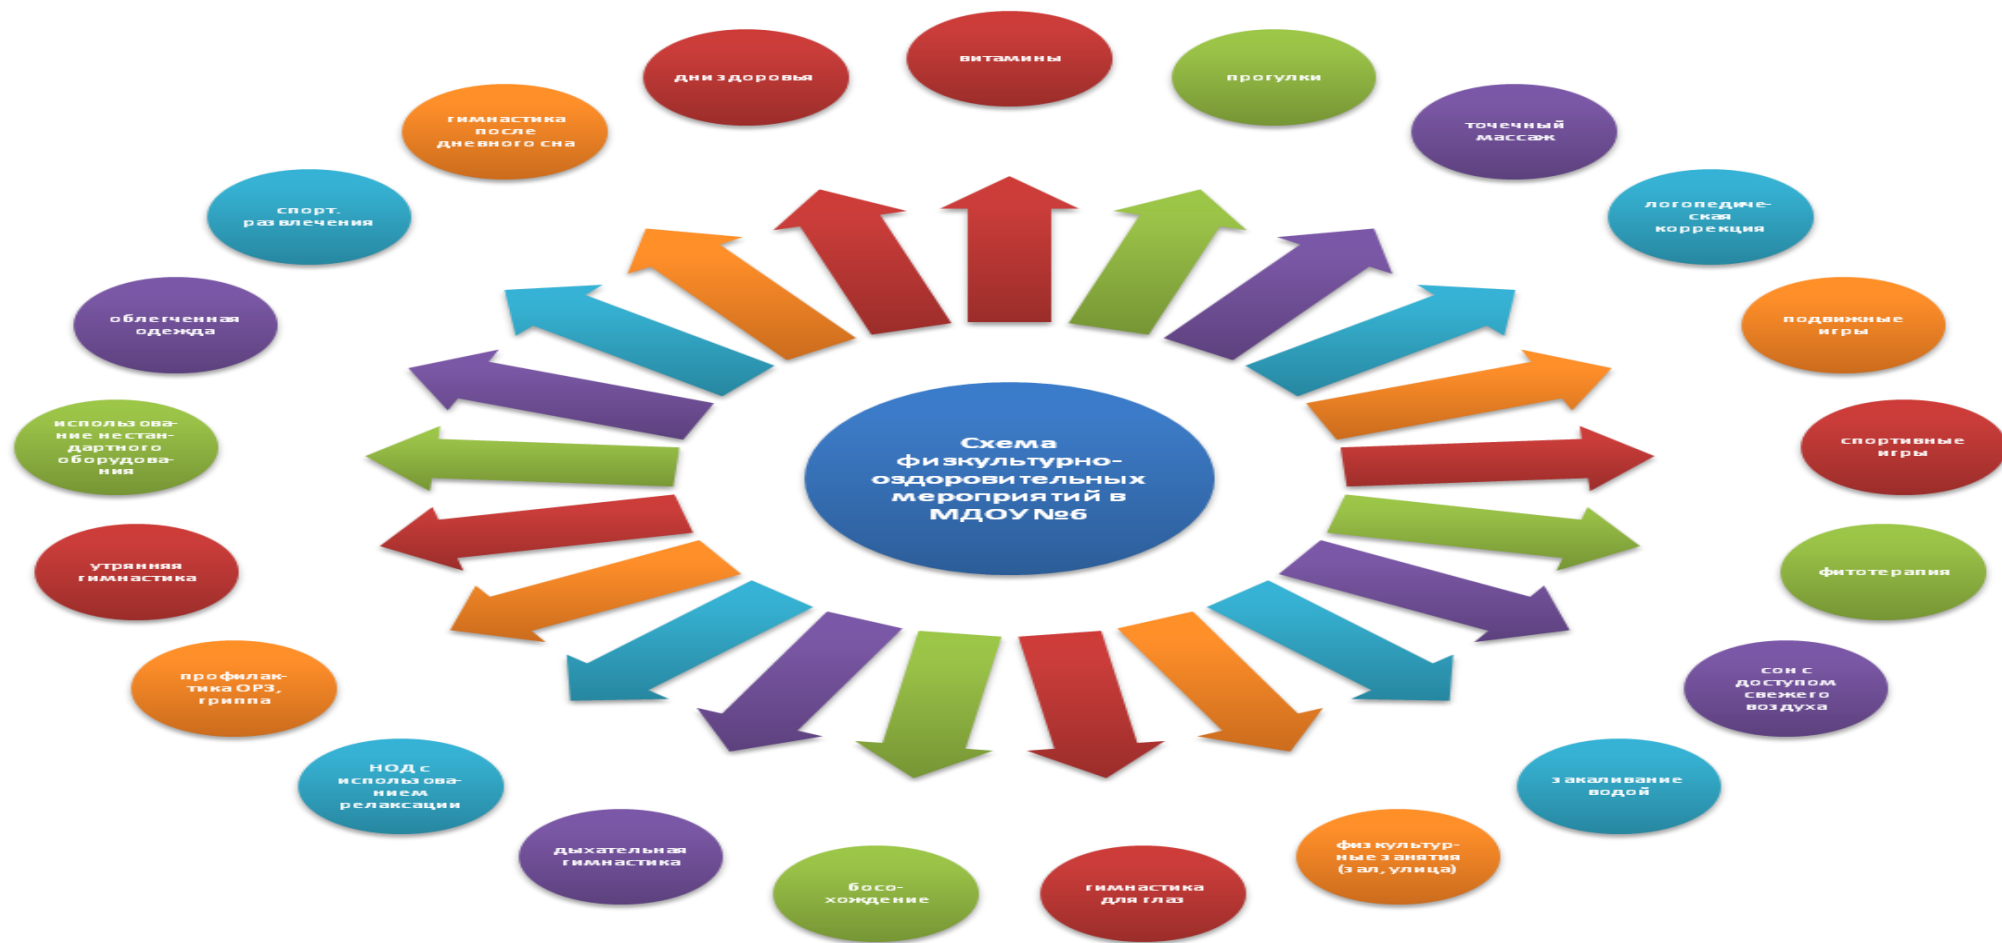 витамины
прогулки
точечный
массаж
логопедиче-
ская
коррекция
подвижные
игры
спортивные
игры
фитотерапия
сон с
доступом
свежего
воздуха
закаливание
водой
физкультур-
ные занятия
(зал, улица)
гимнастика
для глаз
босо-
хождение
дыхательная
гимнастика
НОД с
использова-
нием
релаксации
профилак-
тика ОРЗ,
гриппа
утрянняя
гимнастика
использова-
ние нестан-
дартного
оборудова-
ния
облегченная
одежда
спорт.
развлечения
гимнастика
после
дневного сна
дни здоровья
Схема
физкультурно-
оздоровительных
мероприятий в
МДОУ №6